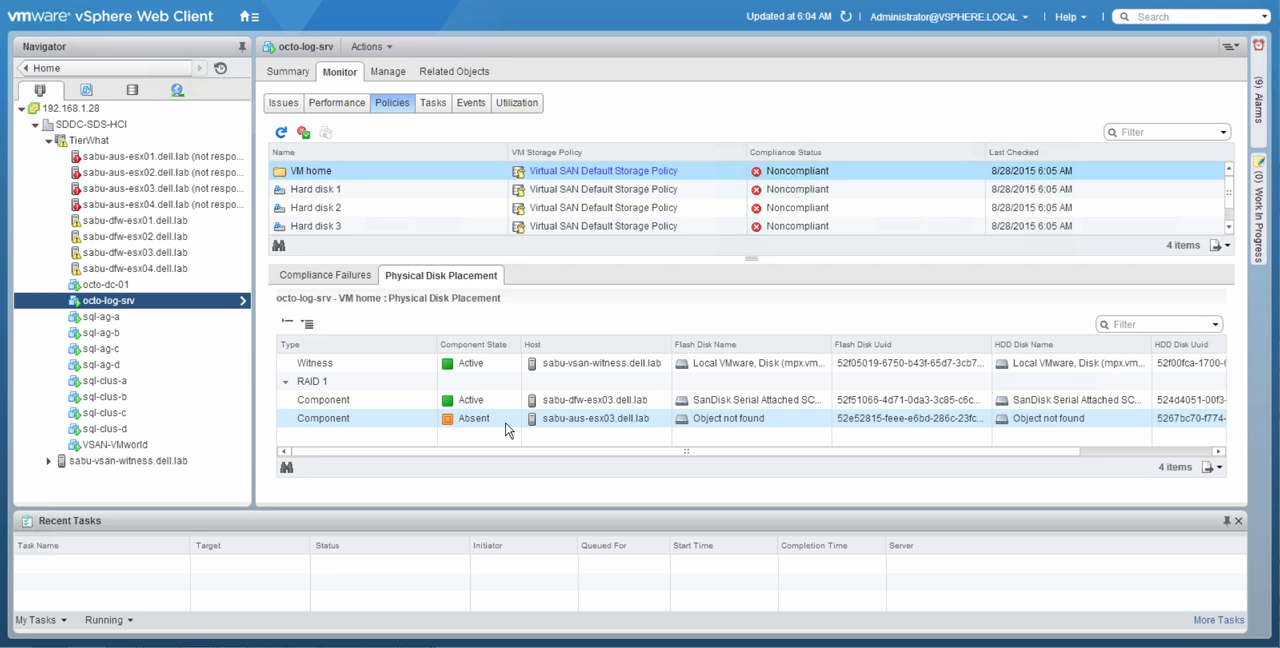 vmware vSphere Web Client
Updated at 6:04 AM
Administrator@VSPHERE.LOCAL
Help
Search
Navigator
Home
192.168.1.28
SDDC-SDS-HCI
TierWhat
sabu-aus-esx01.dell.lab (not respo...
sabu-aus-esx02.dell.lab (not respo...
sabu-aus-esx03.dell.lab (not respo...
sabu-aus-esx04.dell.lab (not respo...
sabu-dfw-esx01.dell.lab
sabu-dfw-esx02.dell.lab
sabu-dfw-esx03.dell.lab
sabu-dfw-esx04.dell.lab
octo-dc-01
octo-log-srv
sql-ag-a
sql-ag-b
sql-ag-c
sql-ag-d
sql-clus-a
sql-clus-b
sql-clus-c
sql-clus-d
VSAN-VMworld
sabu-vsan-witness.dell.lab
octo-log-srv Actions
Summary Monitor Manage Related Objects
Issues Performance Policies Tasks Events Utilization
Filter
Name VM Storage Policy Compliance Status Last Checked
VM home Virtual SAN Default Storage Policy Noncompliant 8/28/2015 6:05 AM
Hard disk 1 Virtual SAN Default Storage Policy Noncompliant 8/28/2015 6:05 AM
Hard disk 2 Virtual SAN Default Storage Policy Noncompliant 8/28/2015 6:05 AM
Hard disk 3 Virtual SAN Default Storage Policy Noncompliant 8/28/2015 6:05 AM
4 items
Compliance Failures Physical Disk Placement
octo-log-srv - VM home : Physical Disk Placement
Filter
Type Component State Host Flash Disk Name Flash Disk Uuid HDD Disk Name HDD Disk Uuid
Witness Active sabu-vsan-witness.dell.lab Local VMware, Disk (mpx.vm... 52f05019-6750-b43f-65d7-3cb7... Local VMware, Disk (mpx.vm... 52f00fca-1700-
RAID 1
Component Active sabu-dfw-esx03.dell.lab SanDisk Serial Attached SC... 52f51066-4d71-0da3-3c85-c6c... SanDisk Serial Attached SC... 524d4051-00f3-
Component Absent sabu-aus-esx03.dell.lab Object not found 52e52815-feee-e6bd-286c-23fc... Object not found 5267bc70-f774-
4 items
(9) Alarms
(0) Work In Progress
Recent Tasks
Task Name Target Status Initiator Queued For Start Time Completion Time Server
My Tasks Running More Tasks